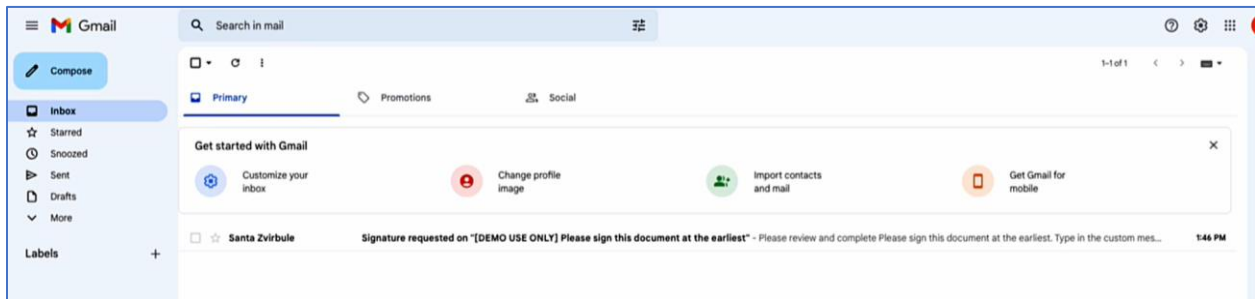 Gmail
Search in mail
Compose
1–1 of 1
Primary
Promotions
Social
Inbox
Starred
Snoozed
Sent
Drafts
More
Labels
Get started with Gmail
Customize your
inbox
Change profile
image
Import contacts
and mail
Get Gmail for
mobile
Santa Zvirbule Signature requested on "[DEMO USE ONLY] Please sign this document at the earliest" - Please review and complete Please sign this document at the earliest. Type in the custom mes... 1:46 PM